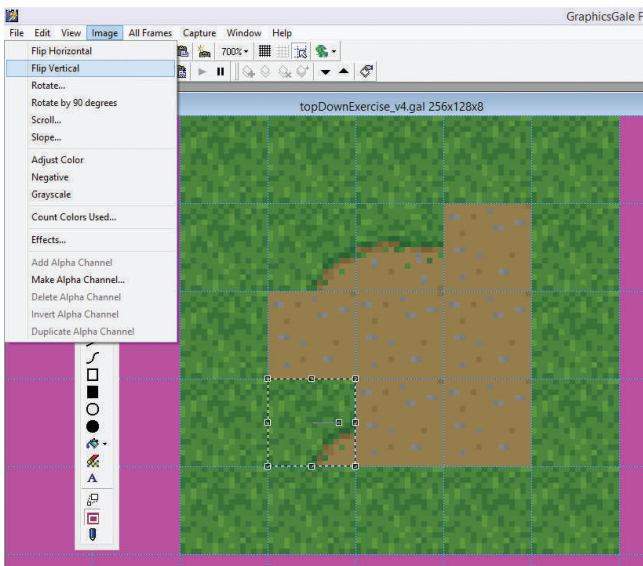 GraphicsGale F
File Edit View Image All Frames Capture Window Help
700%
topDownExercise_v4.gal 256x128x8
Flip Horizontal
Flip Vertical
Rotate...
Rotate by 90 degrees
Scroll...
Slope...
Adjust Color
Negative
Grayscale
Count Colors Used...
Effects...
Add Alpha Channel
Make Alpha Channel...
Delete Alpha Channel
Invert Alpha Channel
Duplicate Alpha Channel
A